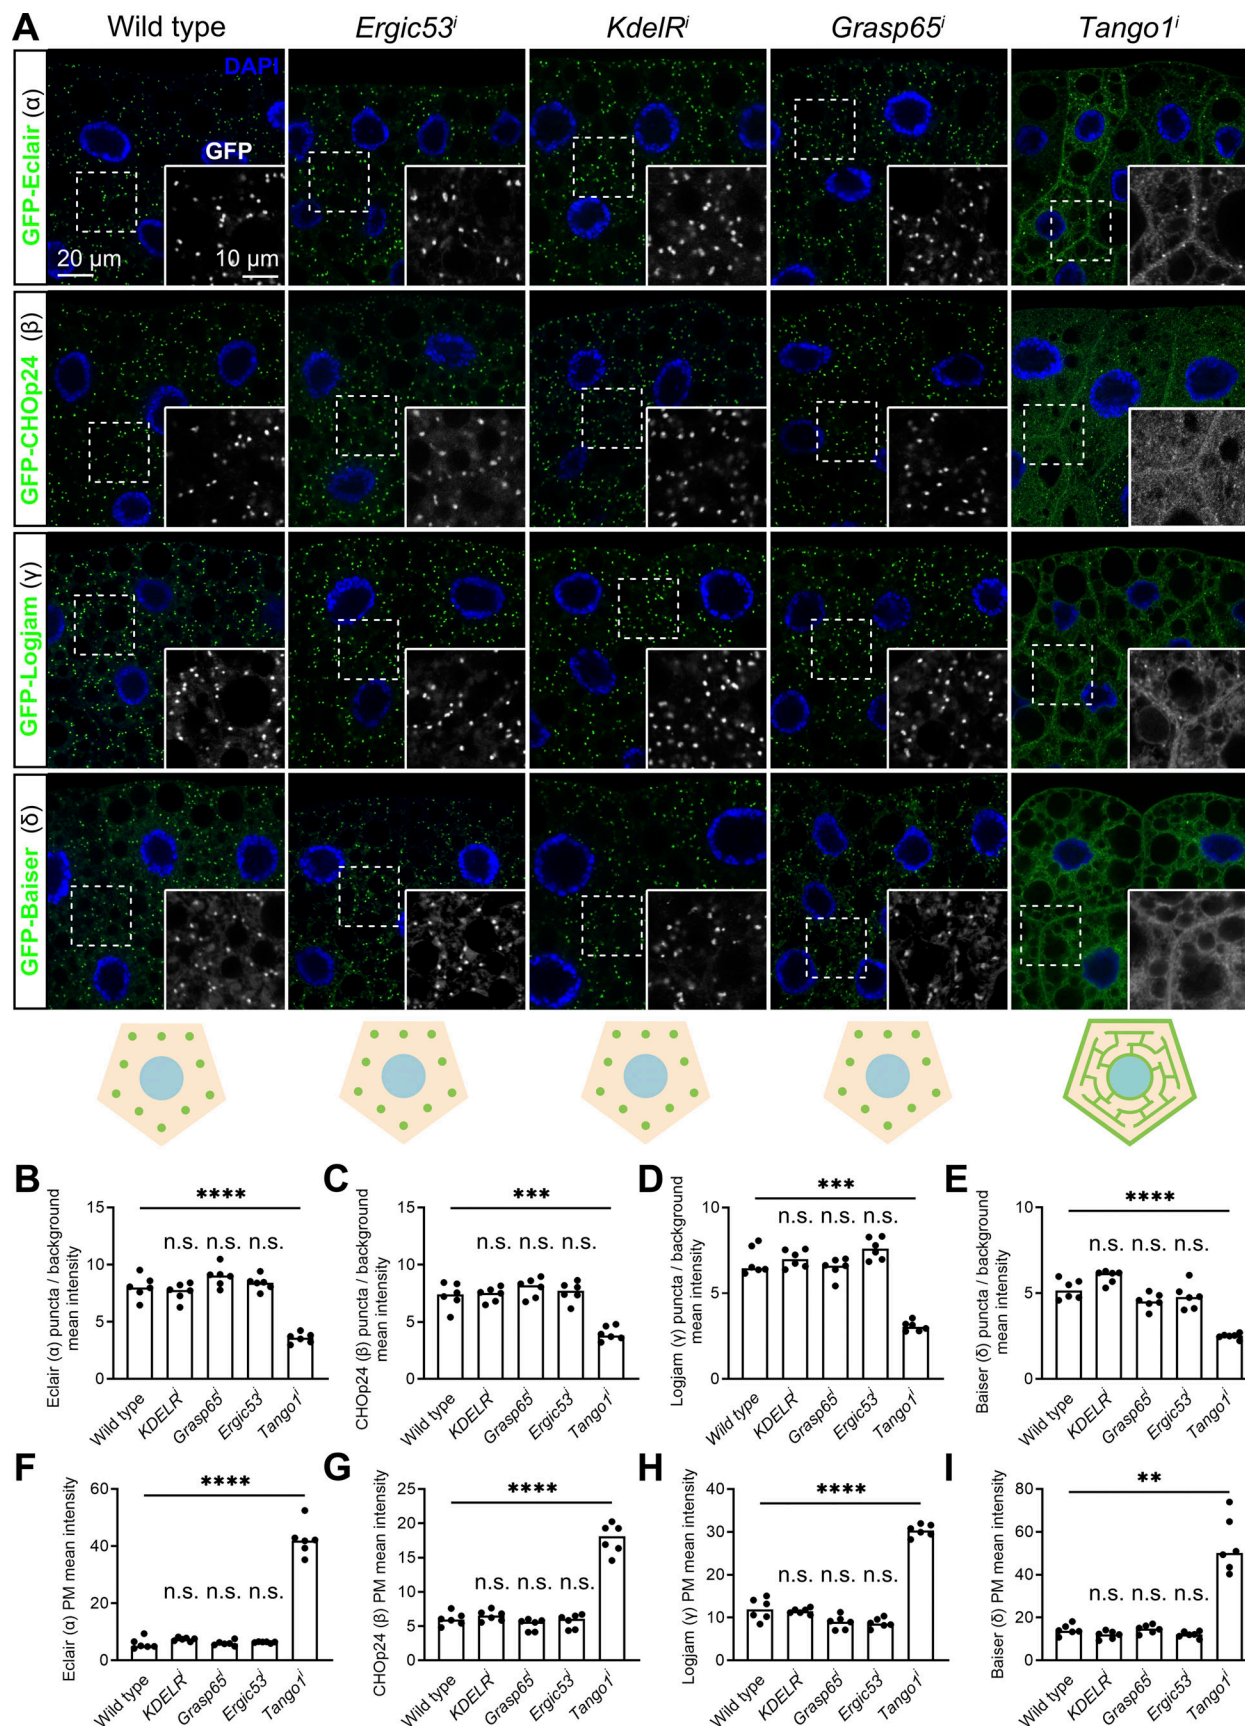 A
Wild type
Ergic53i
KdelRi
Grasp65i
Tango1i
GFP-Eclair (α)
DAPI
GFP
20 µm
10 µm
GFP-CHOp24 (β)
GFP-Logjam (γ)
GFP-Baiser (δ)
B
Eclair (α) puncta / background
mean intensity
15
10
5
0
****
n.s. n.s. n.s.
Wild type
KDELRi
Grasp65i
Ergic53i
Tango1i
C
CHOp24 (β) puncta / background
mean intensity
15
10
5
0
***
n.s. n.s. n.s.
Wild type
KDELRi
Grasp65i
Ergic53i
Tango1i
D
Logjam (γ) puncta / background
mean intensity
10
5
0
***
n.s. n.s. n.s.
Wild type
KDELRi
Grasp65i
Ergic53i
Tango1i
E
Baiser (δ) puncta / background
mean intensity
10
5
0
****
n.s. n.s. n.s.
Wild type
KDELRi
Grasp65i
Ergic53i
Tango1i
F
Eclair (α) PM mean intensity
60
40
20
0
****
n.s. n.s. n.s.
Wild type
KDELRi
Grasp65i
Ergic53i
Tango1i
G
CHOp24 (β) PM mean intensity
25
20
15
10
5
0
****
n.s. n.s. n.s.
Wild type
KDELRi
Grasp65i
Ergic53i
Tango1i
H
Logjam (γ) PM mean intensity
40
30
20
10
0
****
n.s. n.s. n.s.
Wild type
KDELRi
Grasp65i
Ergic53i
Tango1i
I
Baiser (δ) PM mean intensity
80
60
40
20
0
**
n.s. n.s. n.s.
Wild type
KDELRi
Grasp65i
Ergic53i
Tango1i